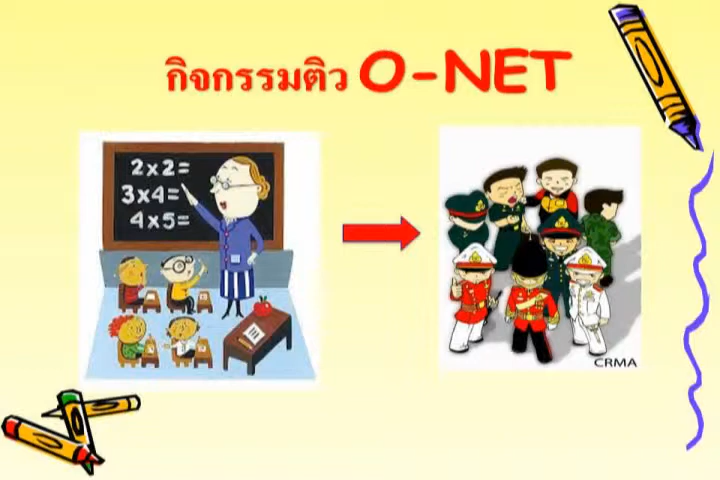 กิจกรรมติว O-NET
2x2=
3x4=
4x5=
CRMA